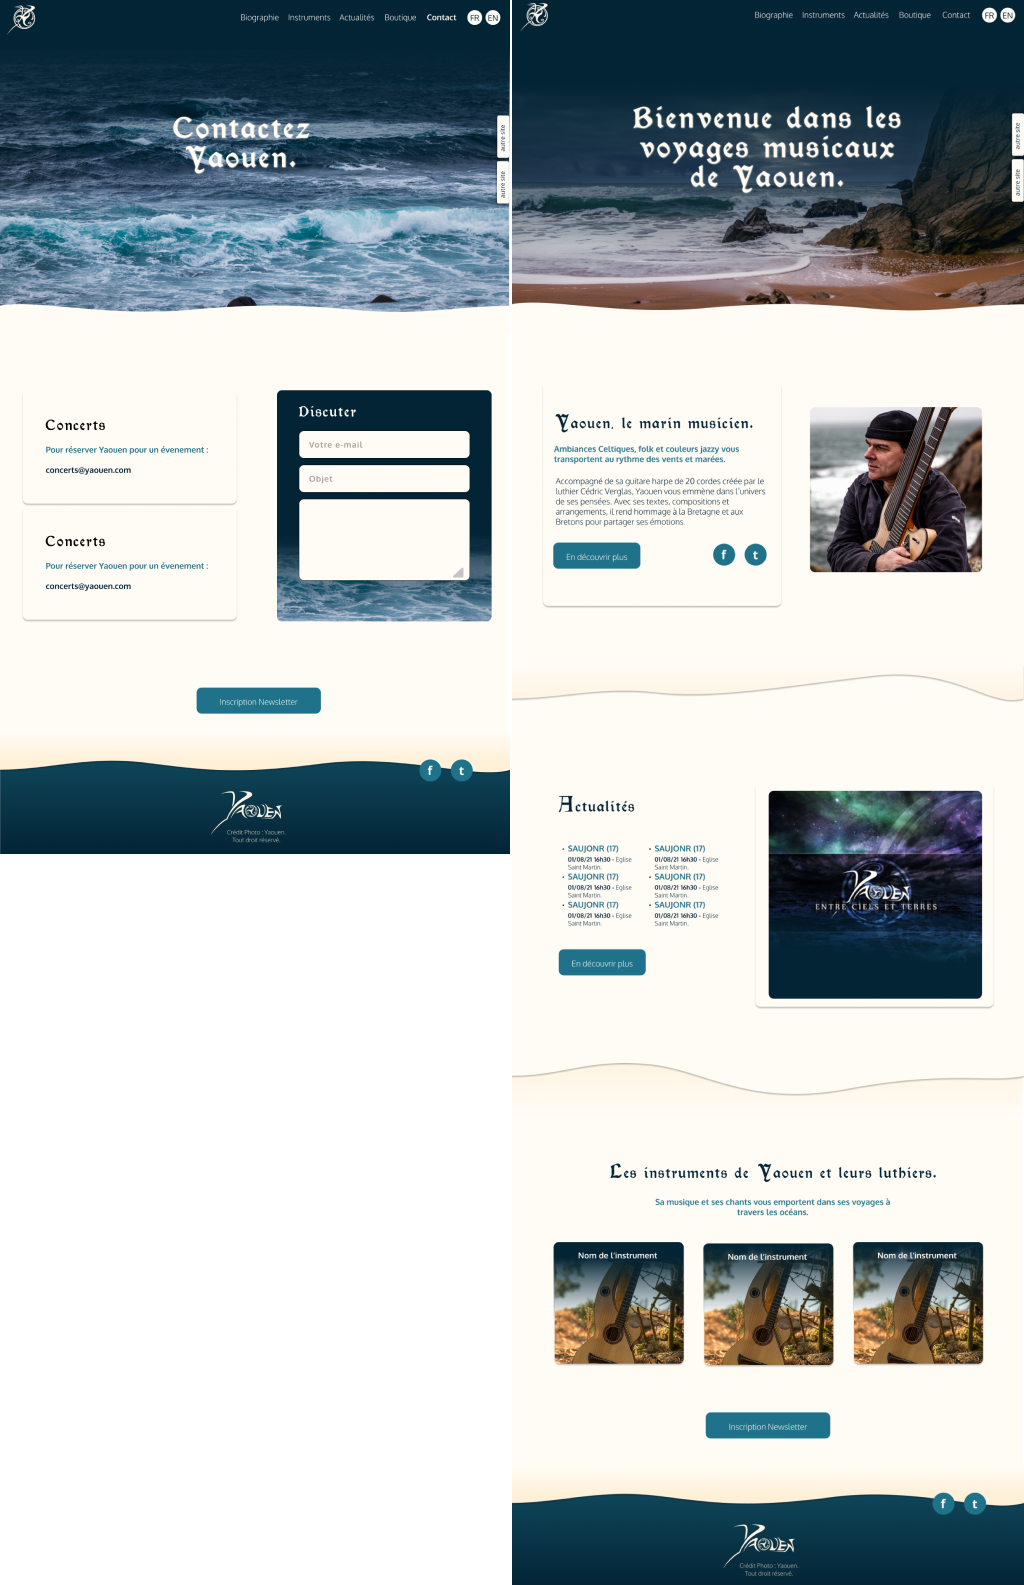 Biographie Instruments Actualités Boutique Contact FR EN
Contactez
Yaouen.
autre site
autre site
Concerts
Pour réserver Yaouen pour un évenement :
concerts@yaouen.com
Concerts
Pour réserver Yaouen pour un évenement :
concerts@yaouen.com
Discuter
Votre e-mail
Objet
Inscription Newsletter
f t
YAOUEN
Crédit Photo : Yaouen.
Tout droit réservé.
Biographie Instruments Actualités Boutique Contact FR EN
Bienvenue dans les
voyages musicaux
de Yaouen.
autre site
autre site
Yaouen, le marin musicien.
Ambiances Celtiques, folk et couleurs jazzy vous
transportent au rythme des vents et marées.
Accompagné de sa guitare harpe de 20 cordes créée par le
luthier Cédric Verglas, Yaouen vous emmène dans l'univers
de ses pensées. Avec ses textes, compositions et
arrangements, il rend hommage à la Bretagne et aux
Bretons pour partager ses émotions.
En découvrir plus
f t
Actualités
• SAUJONR (17)
01/08/21 16h30 - Eglise
Saint Martin.
• SAUJONR (17)
01/08/21 16h30 - Eglise
Saint Martin.
• SAUJONR (17)
01/08/21 16h30 - Eglise
Saint Martin.
• SAUJONR (17)
01/08/21 16h30 - Eglise
Saint Martin.
• SAUJONR (17)
01/08/21 16h30 - Eglise
Saint Martin.
• SAUJONR (17)
01/08/21 16h30 - Eglise
Saint Martin.
En découvrir plus
YAOUEN
ENTRE CIELS ET TERRES
Les instruments de Yaouen et leurs luthiers.
Sa musique et ses chants vous emportent dans ses voyages à
travers les océans.
Nom de l'instrument
Nom de l'instrument
Nom de l'instrument
Inscription Newsletter
f t
YAOUEN
Crédit Photo : Yaouen.
Tout droit réservé.